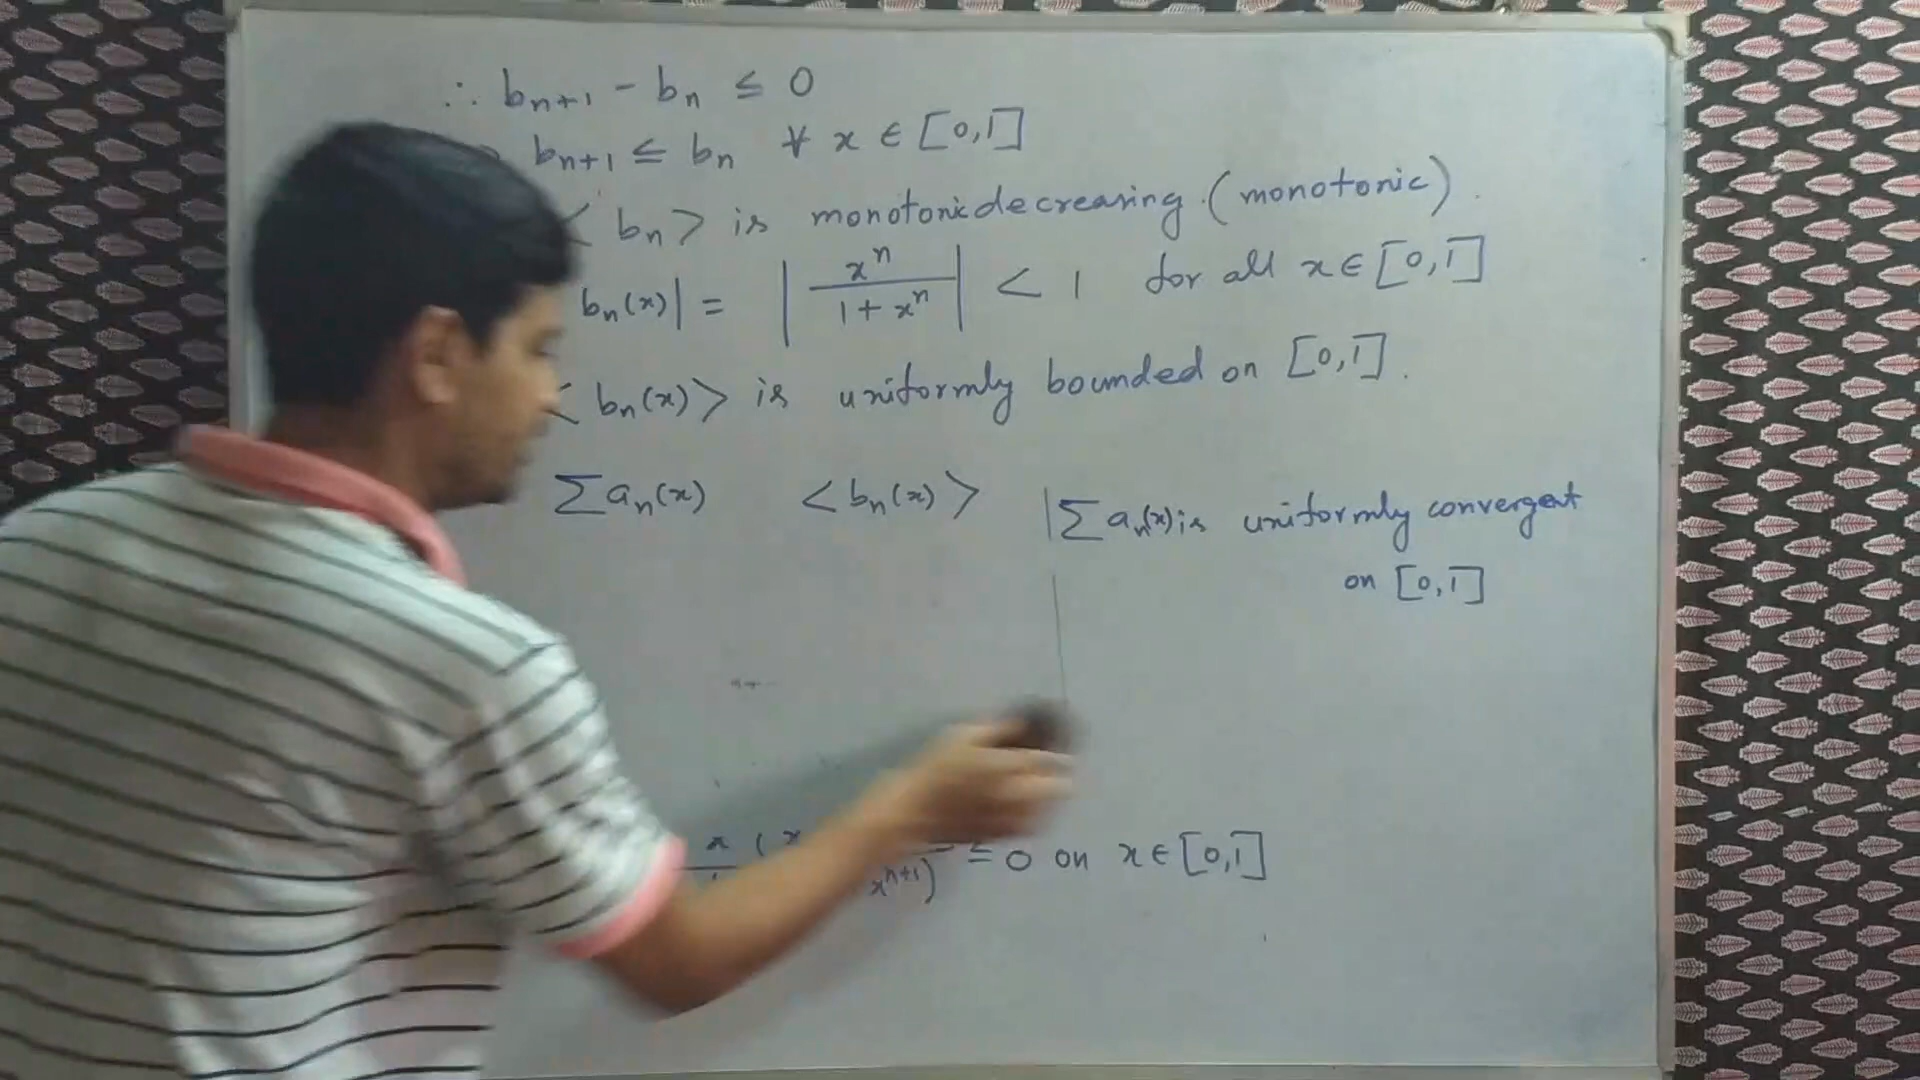 ∴ bₙ₊₁ - bₙ ≤ 0
bₙ₊₁ ≤ bₙ ∀ x ∈ [0,1]
< bₙ > is monotonic decreasing. (monotonic).
bₙ(x)| = | xⁿ / 1 + xⁿ | < 1 for all x ∈ [0,1]
< bₙ(x) > is uniformly bounded on [0,1].
∑ aₙ(x) < bₙ(x) > | ∑ aₙ(x) is uniformly convergent
on [0,1]
xⁿ⁺¹) ≤ 0 on x ∈ [0,1]